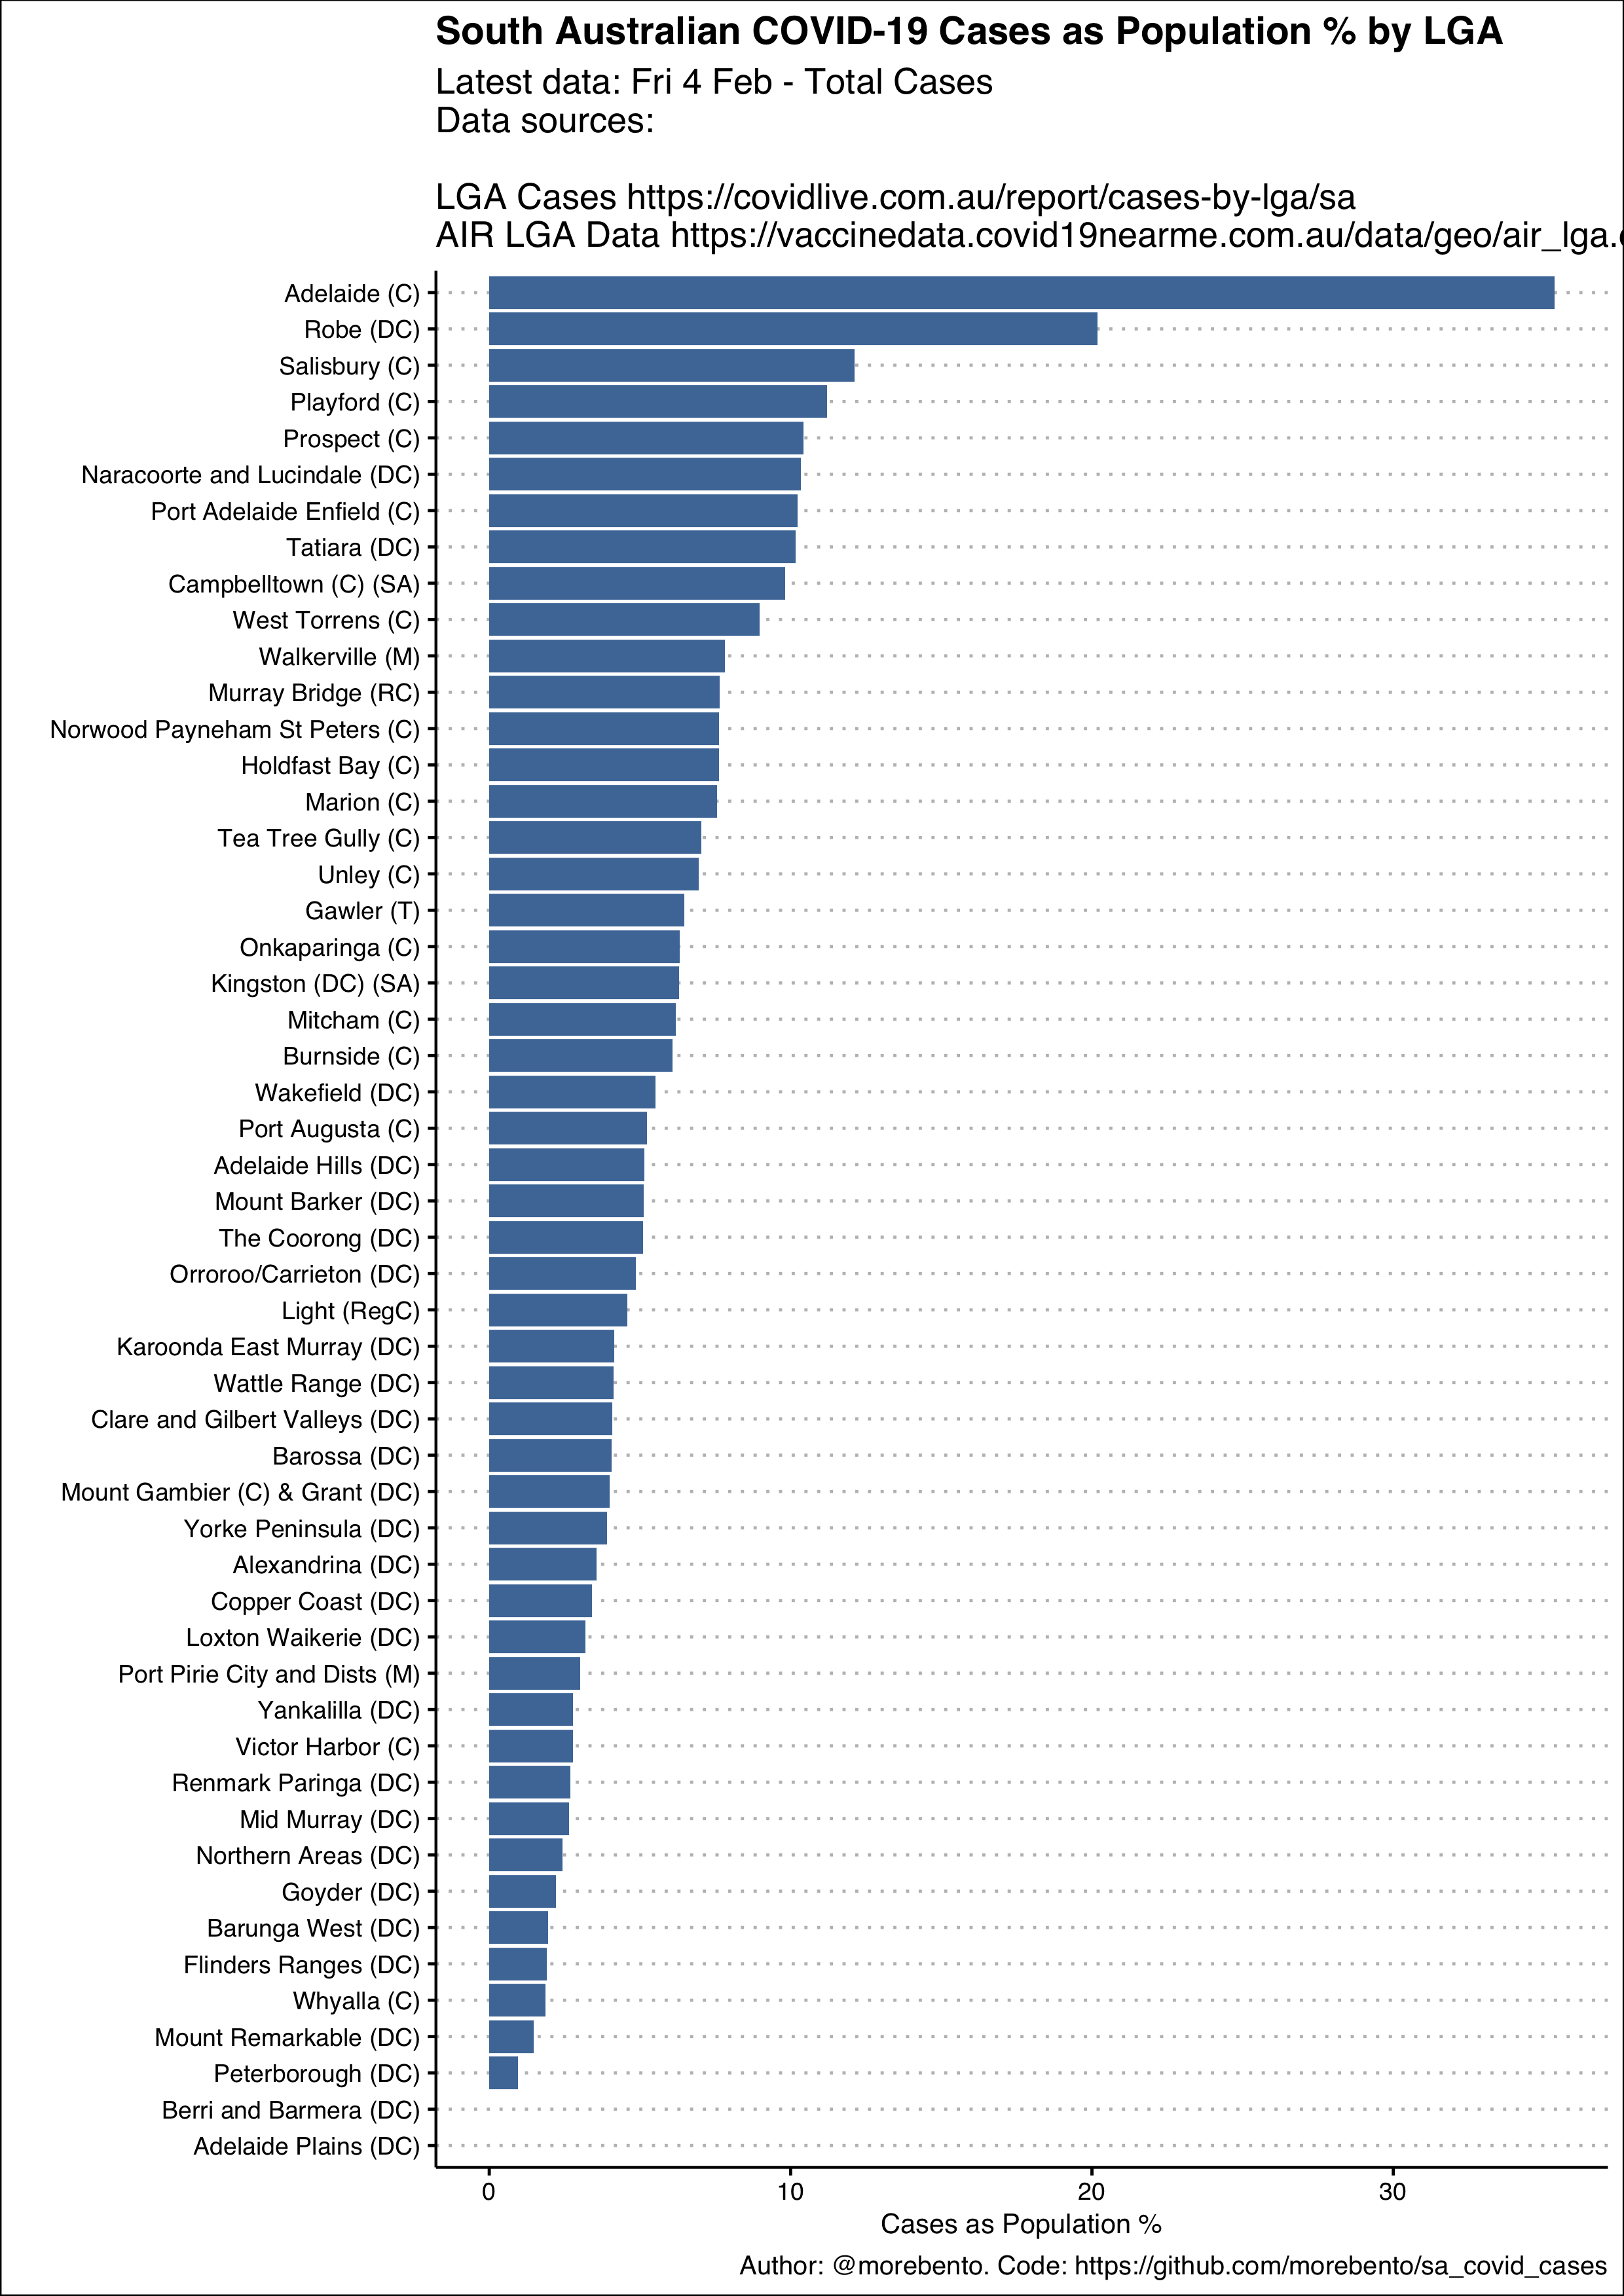 South Australian COVID-19 Cases as Population % by LGA
Latest data: Fri 4 Feb - Total Cases
Data sources:
LGA Cases https://covidlive.com.au/report/cases-by-lga/sa
AIR LGA Data https://vaccinedata.covid19nearme.com.au/data/geo/air_lga.
Adelaide (C)
Robe (DC)
Salisbury (C)
Playford (C)
Prospect (C)
Naracoorte and Lucindale (DC)
Port Adelaide Enfield (C)
Tatiara (DC)
Campbelltown (C) (SA)
West Torrens (C)
Walkerville (M)
Murray Bridge (RC)
Norwood Payneham St Peters (C)
Holdfast Bay (C)
Marion (C)
Tea Tree Gully (C)
Unley (C)
Gawler (T)
Onkaparinga (C)
Kingston (DC) (SA)
Mitcham (C)
Burnside (C)
Wakefield (DC)
Port Augusta (C)
Adelaide Hills (DC)
Mount Barker (DC)
The Coorong (DC)
Orroroo/Carrieton (DC)
Light (RegC)
Karoonda East Murray (DC)
Wattle Range (DC)
Clare and Gilbert Valleys (DC)
Barossa (DC)
Mount Gambier (C) & Grant (DC)
Yorke Peninsula (DC)
Alexandrina (DC)
Copper Coast (DC)
Loxton Waikerie (DC)
Port Pirie City and Dists (M)
Yankalilla (DC)
Victor Harbor (C)
Renmark Paringa (DC)
Mid Murray (DC)
Northern Areas (DC)
Goyder (DC)
Barunga West (DC)
Flinders Ranges (DC)
Whyalla (C)
Mount Remarkable (DC)
Peterborough (DC)
Berri and Barmera (DC)
Adelaide Plains (DC)
0 10 20 30
Cases as Population %
Author: @morebento. Code: https://github.com/morebento/sa_covid_cases